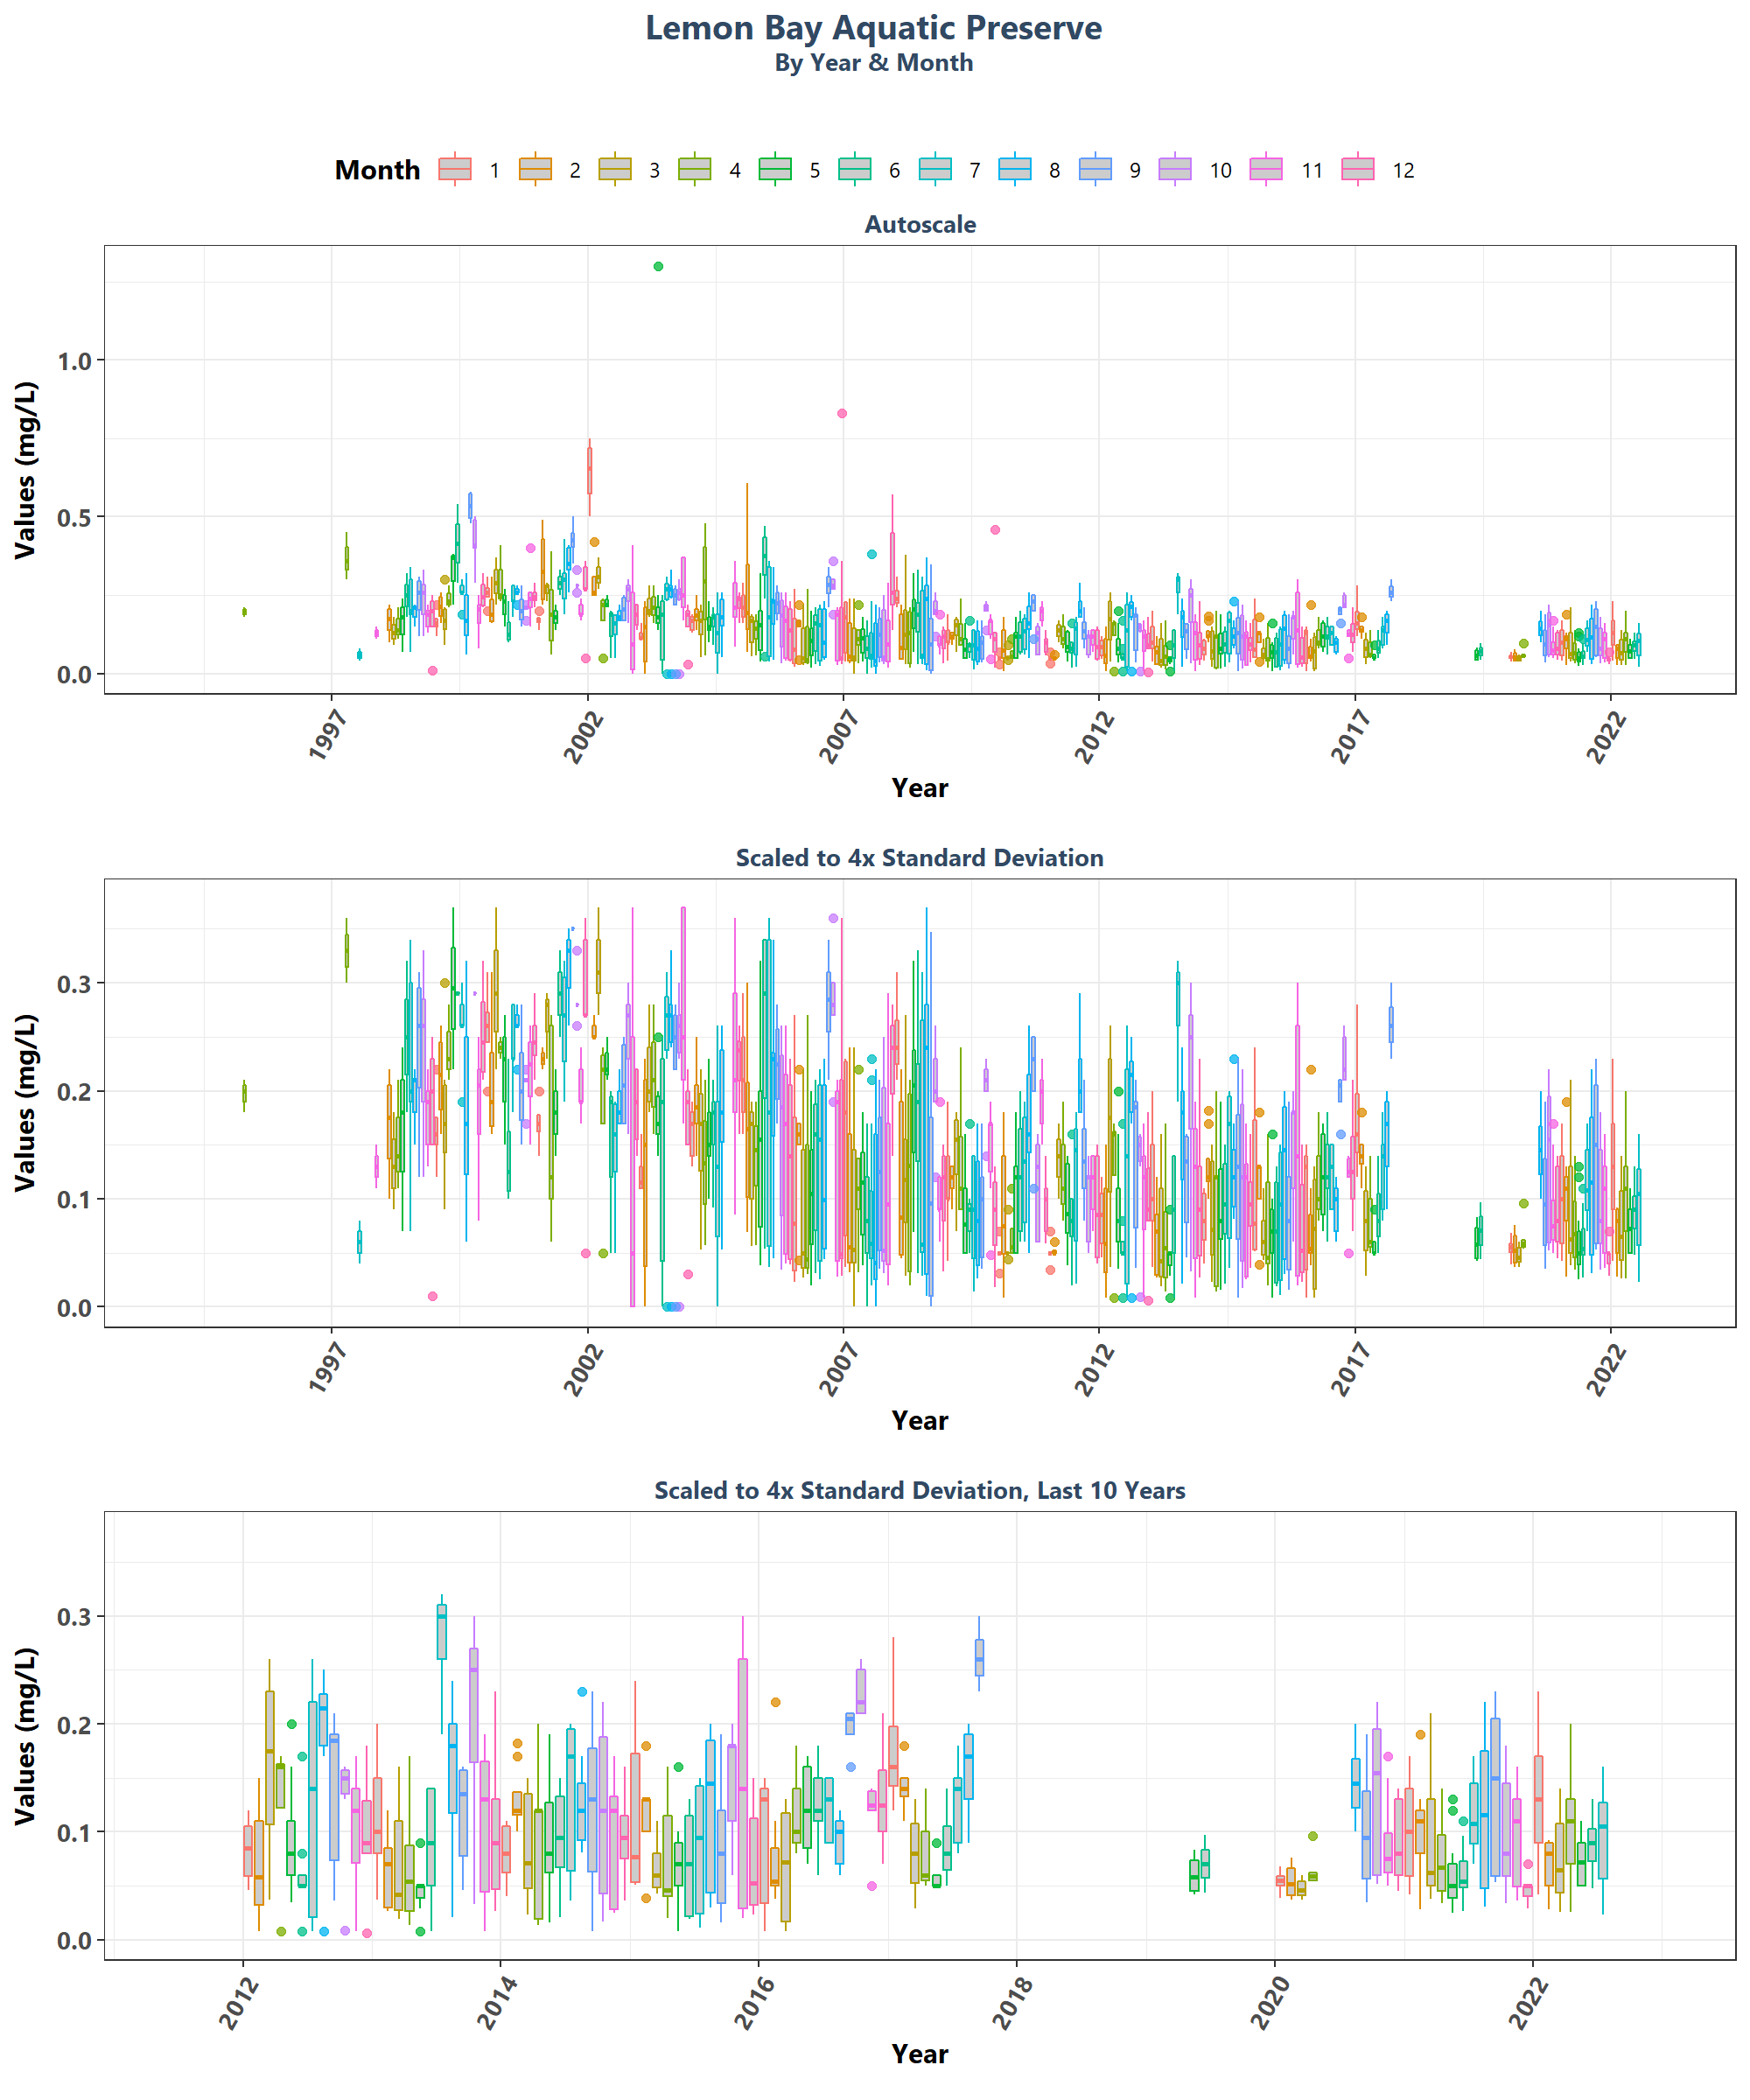 Lemon Bay Aquatic Preserve
By Year & Month
Month 1 2 3 4 5 6 7 8 9 10 11 12
Autoscale
Values (mg/L)
1.0
0.5
0.0
1997 2002 2007 2012 2017 2022
Year
Scaled to 4x Standard Deviation
Values (mg/L)
0.3
0.2
0.1
0.0
1997 2002 2007 2012 2017 2022
Year
Scaled to 4x Standard Deviation, Last 10 Years
Values (mg/L)
0.3
0.2
0.1
0.0
2012 2014 2016 2018 2020 2022
Year